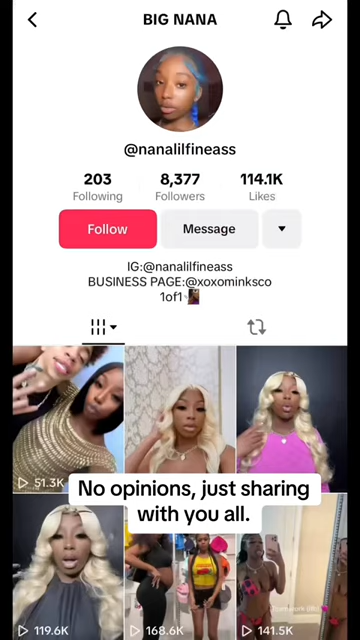 BIG NANA
@nanalilfineass
203 8,377 114.1K
Following Followers Likes
Follow Message
IG:@nanalilfineass
BUSINESS PAGE:@xoxominksco
1of1
51.3K
No opinions, just sharing
with you all.
119.6K 168.6K 141.5K